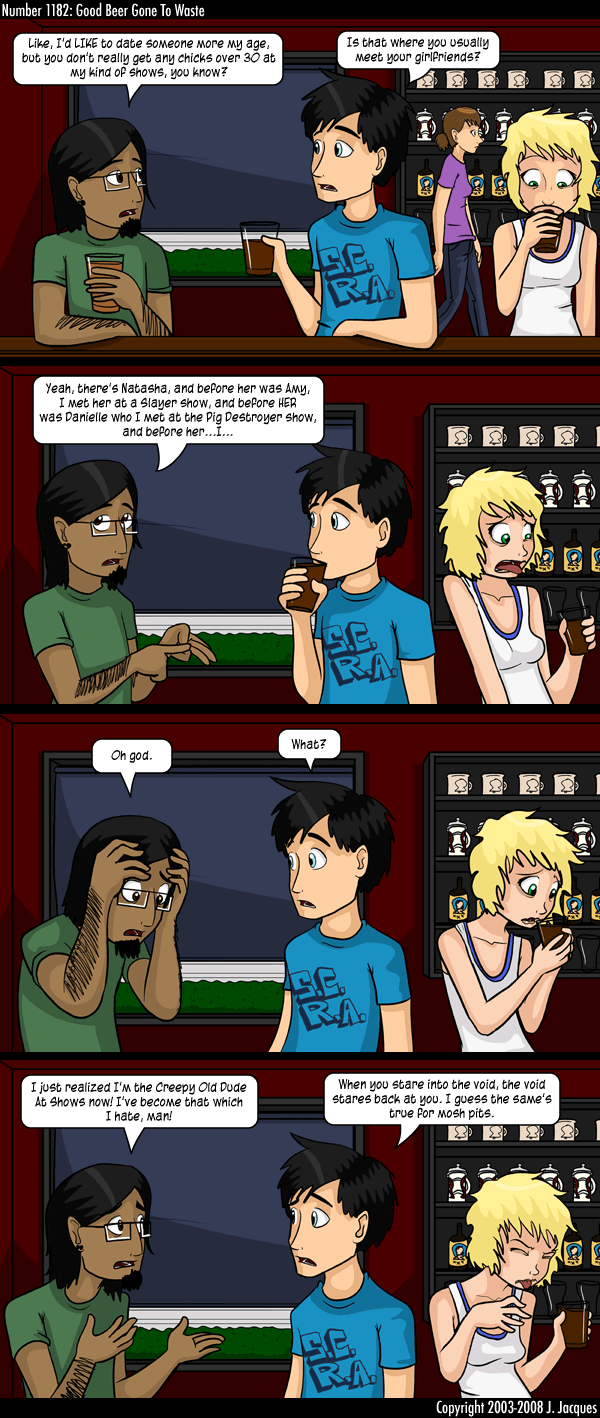 Number 1182: Good Beer Gone To Waste
Like, I'd LIKE to date someone more my age,
but you don't really get any chicks over 30 at
my kind of shows, you know?
Is that where you usually
meet your girlfriends?
S.C.
R.A.
Yeah, there's Natasha, and before her was Amy,
I met her at a Slayer show, and before HER
was Danielle who I met at the Pig Destroyer show,
and before her...I...
S.C.
R.A.
Oh god.
What?
S.C.
R.A.
I just realized I'm the Creepy Old Dude
At Shows now! I've become that which
I hate, man!
When you stare into the void, the void
stares back at you. I guess the same's
true for mosh pits.
S.C.
R.A.
Copyright 2003-2008 J. Jacques